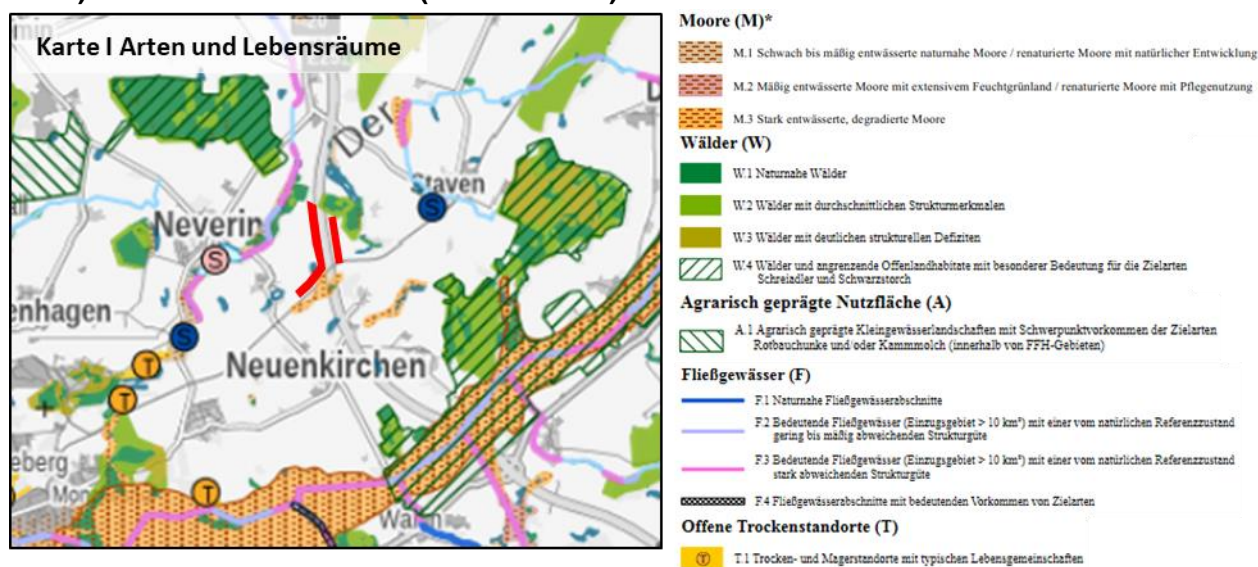 Karte I Arten und Lebensräume
Der
Staven
Neverin
S
S
S
enhagen
Neuenkirchen
T
T
T
eberg
Mon
Moore (M)*
M.1 Schwach bis mäßig entwässerte naturnahe Moore / renaturierte Moore mit natürlicher Entwicklung
M.2 Mäßig entwässerte Moore mit extensivem Feuchtgrünland / renaturierte Moore mit Pflegenutzung
M.3 Stark entwässerte, degradierte Moore
Wälder (W)
W.1 Naturnahe Wälder
W.2 Wälder mit durchschnittlichen Strukturmerkmalen
W.3 Wälder mit deutlichen strukturellen Defiziten
W.4 Wälder und angrenzende Offenlandhabitate mit besonderer Bedeutung für die Zielarten
Schreiadler und Schwarzstorch
Agrarisch geprägte Nutzfläche (A)
A.1 Agrarisch geprägte Kleingewässerlandschaften mit Schwerpunktvorkommen der Zielarten
Rotbauchunke und/oder Kammmolch (innerhalb von FFH-Gebieten)
Fließgewässer (F)
F.1 Naturnahe Fließgewässerabschnitte
F.2 Bedeutende Fließgewässer (Einzugsgebiet > 10 km²) mit einer vom natürlichen Referenzzustand
gering bis mäßig abweichenden Strukturgüte
F.3 Bedeutende Fließgewässer (Einzugsgebiet > 10 km²) mit einer vom natürlichen Referenzzustand
stark abweichenden Strukturgüte
F.4 Fließgewässerabschnitte mit bedeutenden Vorkommen von Zielarten
Offene Trockenstandorte (T)
T
T.1 Trocken- und Magerstandorte mit typischen Lebensgemeinschaften